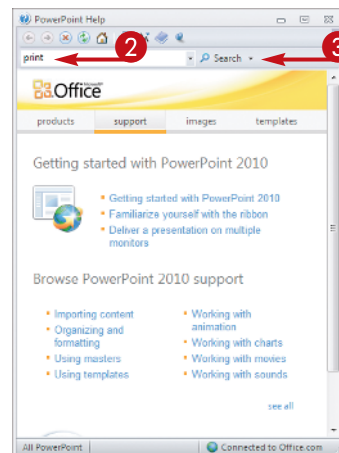 PowerPoint Help
2
3
print
Search
Microsoft
Office
products support images templates
Getting started with PowerPoint 2010
Getting started with PowerPoint 2010
Familiarize yourself with the ribbon
Deliver a presentation on multiple
monitors
Browse PowerPoint 2010 support
Importing content
Organizing and
formatting
Using masters
Using templates
Working with
animation
Working with charts
Working with movies
Working with sounds
see all
All PowerPoint
Connected to Office.com